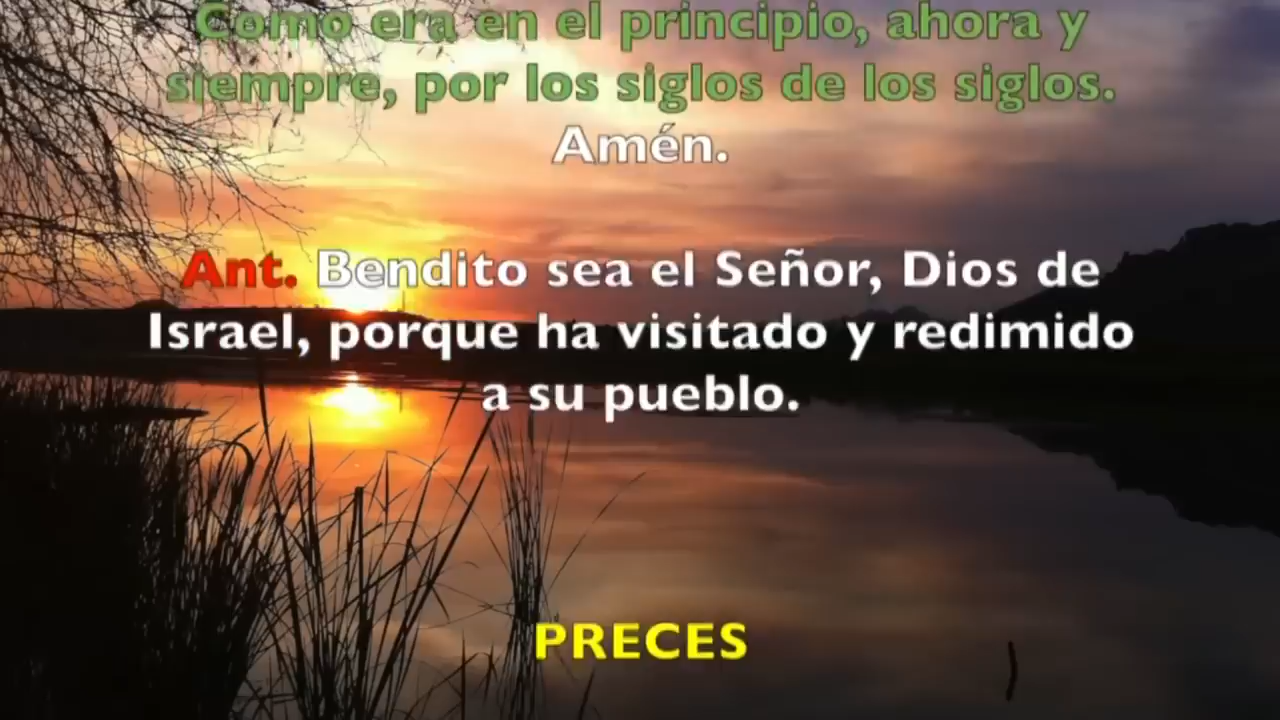 Como era en el principio, ahora y
siempre, por los siglos de los siglos.
Amén.
Ant. Bendito sea el Señor, Dios de
Israel, porque ha visitado y redimido
a su pueblo.
PRECES